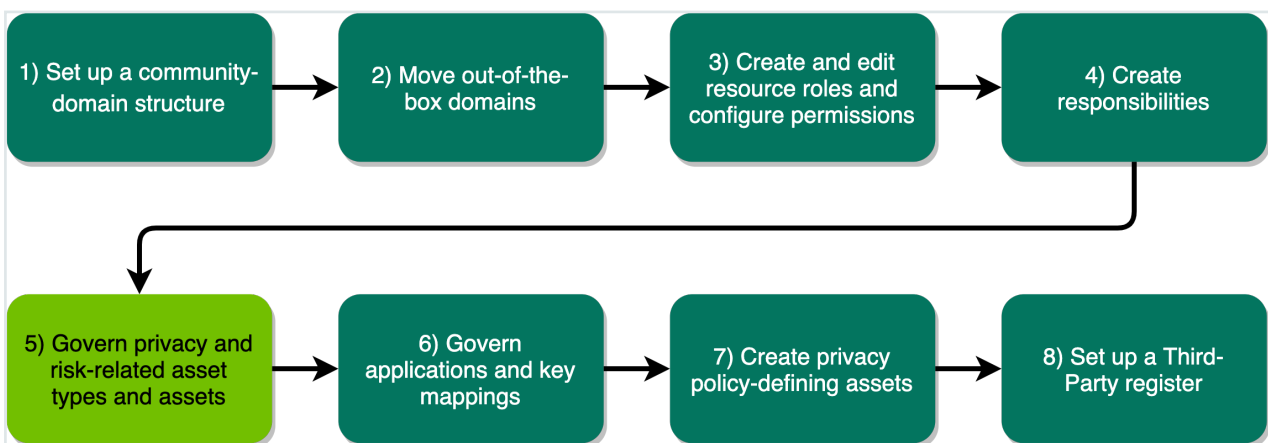 1) Set up a community-
domain structure
2) Move out-of-the-
box domains
3) Create and edit
resource roles and
configure permissions
4) Create
responsibilities
5) Govern privacy and
risk-related asset
types and assets
6) Govern
applications and key
mappings
7) Create privacy
policy-defining assets
8) Set up a Third-
Party register